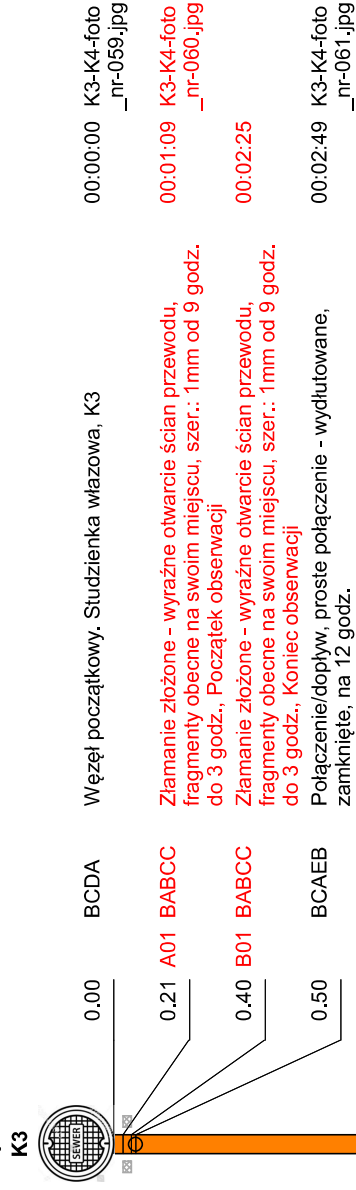 K3
SEWER
0.00 BCDA Węzeł początkowy. Studzienka włazowa, K3 00:00:00 K3-K4-foto
_nr-059.jpg
0.21 A01 BABCC Złamanie złożone - wyraźne otwarcie ścian przewodu, 00:01:09 K3-K4-foto
fragmenty obecne na swoim miejscu, szer.: 1mm od 9 godz. _nr-060.jpg
do 3 godz., Początek obserwacji
0.40 B01 BABCC Złamanie złożone - wyraźne otwarcie ścian przewodu, 00:02:25
fragmenty obecne na swoim miejscu, szer.: 1mm od 9 godz.
do 3 godz., Koniec obserwacji
0.50 BCAEB Połączenie/dopływ, proste połączenie - wydłutowane, 00:02:49 K3-K4-foto
zamknięte, na 12 godz. _nr-061.jpg